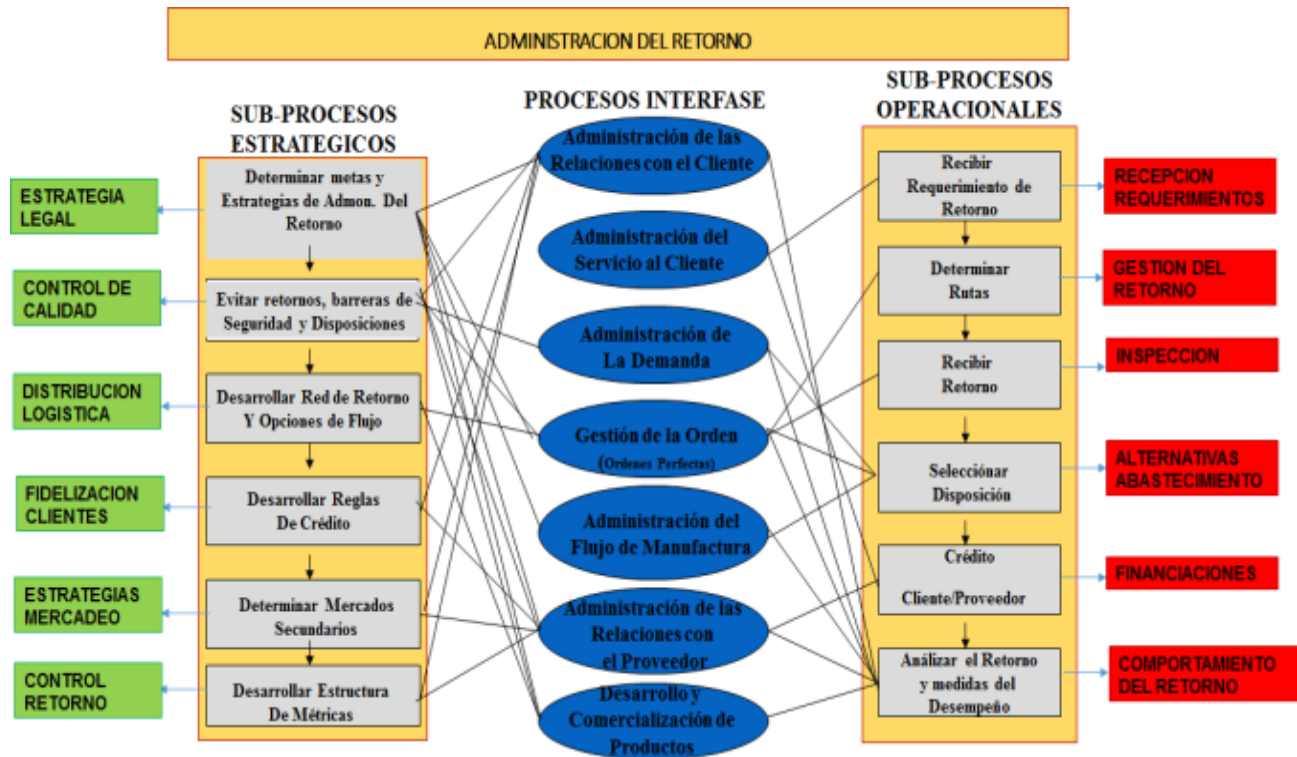 ADMINISTRACION DEL RETORNO
SUB-PROCESOS
ESTRATEGICOS
PROCESOS INTERFASE
SUB-PROCESOS
OPERACIONALES
ESTRATEGIA
LEGAL
CONTROL DE
CALIDAD
DISTRIBUCION
LOGISTICA
FIDELIZACION
CLIENTES
ESTRATEGIAS
MERCADEO
CONTROL
RETORNO
Determinar metas y
Estrategias de Admon. Del
Retorno
Evitar retornos, barreras de
Seguridad y Disposiciones
Desarrollar Red de Retorno
Y Opciones de Flujo
Desarrollar Reglas
De Crédito
Determinar Mercados
Secundarios
Desarrollar Estructura
De Métricas
Administración de las
Relaciones con el Cliente
Administración del
Servicio al Cliente
Administración de
La Demanda
Gestión de la Orden
(Ordenes Perfectas)
Administración del
Flujo de Manufactura
Administración de las
Relaciones con
el Proveedor
Desarrollo y
Comercialización de
Productos
Recibir
Requerimiento de
Retorno
Determinar
Rutas
Recibir
Retorno
Selecciónar
Disposición
Crédito
Cliente/Proveedor
Análizar el Retorno
y medidas del
Desempeño
RECEPCION
REQUERIMIENTOS
GESTION DEL
RETORNO
INSPECCION
ALTERNATIVAS
ABASTECIMIENTO
FINANCIACIONES
COMPORTAMIENTO
DEL RETORNO